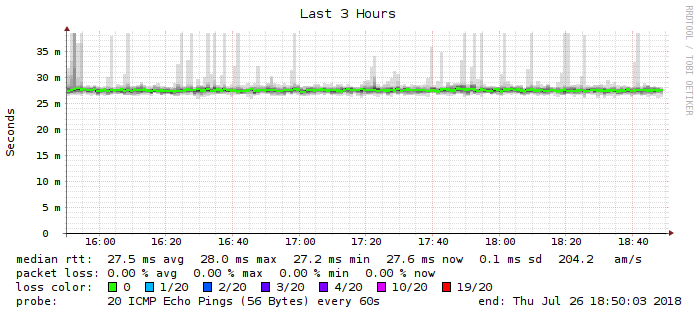 Last 3 Hours
RRDTOOL / TOBI OETIKER
Seconds
35 m
30 m
25 m
20 m
15 m
10 m
5 m
0
16:00 16:20 16:40 17:00 17:20 17:40 18:00 18:20 18:40
median rtt: 27.5 ms avg 28.0 ms max 27.2 ms min 27.6 ms now 0.1 ms sd 204.2 am/s
packet loss: 0.00 % avg 0.00 % max 0.00 % min 0.00 % now
loss color: 0 1/20 2/20 3/20 4/20 10/20 19/20
probe: 20 ICMP Echo Pings (56 Bytes) every 60s end: Thu Jul 26 18:50:03 2018